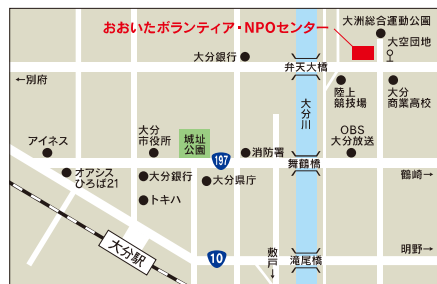 大洲総合運動公園
おおいたボランティア・NPOセンター
大空団地
大分銀行
弁天大橋
←別府
陸上
競技場
大分
商業高校
大分川
アイネス
大分
市役所
城址
公園
197
消防署
舞鶴橋
OBS
大分放送
鶴崎→
オアシス
ひろば21
大分銀行
大分県庁
トキハ
大分駅
10
敷戸↓
滝尾橋
明野→